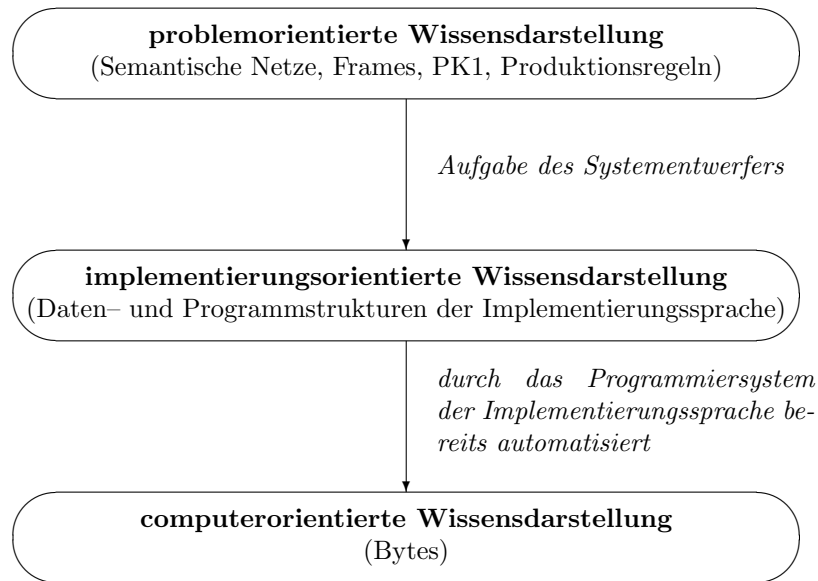 problemorientierte Wissensdarstellung
(Semantische Netze, Frames, PK1, Produktionsregeln)
Aufgabe des Systementwerfers
implementierungsorientierte Wissensdarstellung
(Daten– und Programmstrukturen der Implementierungssprache)
durch das Programmiersystem
der Implementierungssprache be-
reits automatisiert
computerorientierte Wissensdarstellung
(Bytes)